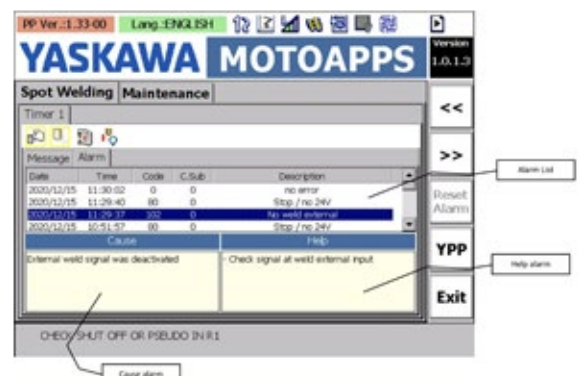 PP Ver.:1.33-00 Lang.:ENGLISH
YASKAWA MOTOAPPS
Version
1.0.1.3
Spot Welding Maintenance
<<
Timer 1
Message Alarm
>>
Alarm List
Date Time Code C.Sub Description
2020/12/15 11:30:02 0 0 no error
2020/12/15 11:29:40 80 0 Stop / no 24V
2020/12/15 11:29:37 102 0 No weld external
2020/12/15 10:51:57 80 0 Stop / no 24V
Reset
Alarm
Cause Help
YPP
External weld signal was deactivated - Check signal at weld external input
Help alarm
Exit
CHECK SHUT OFF OR PSEUDO IN R1
Cause alarm